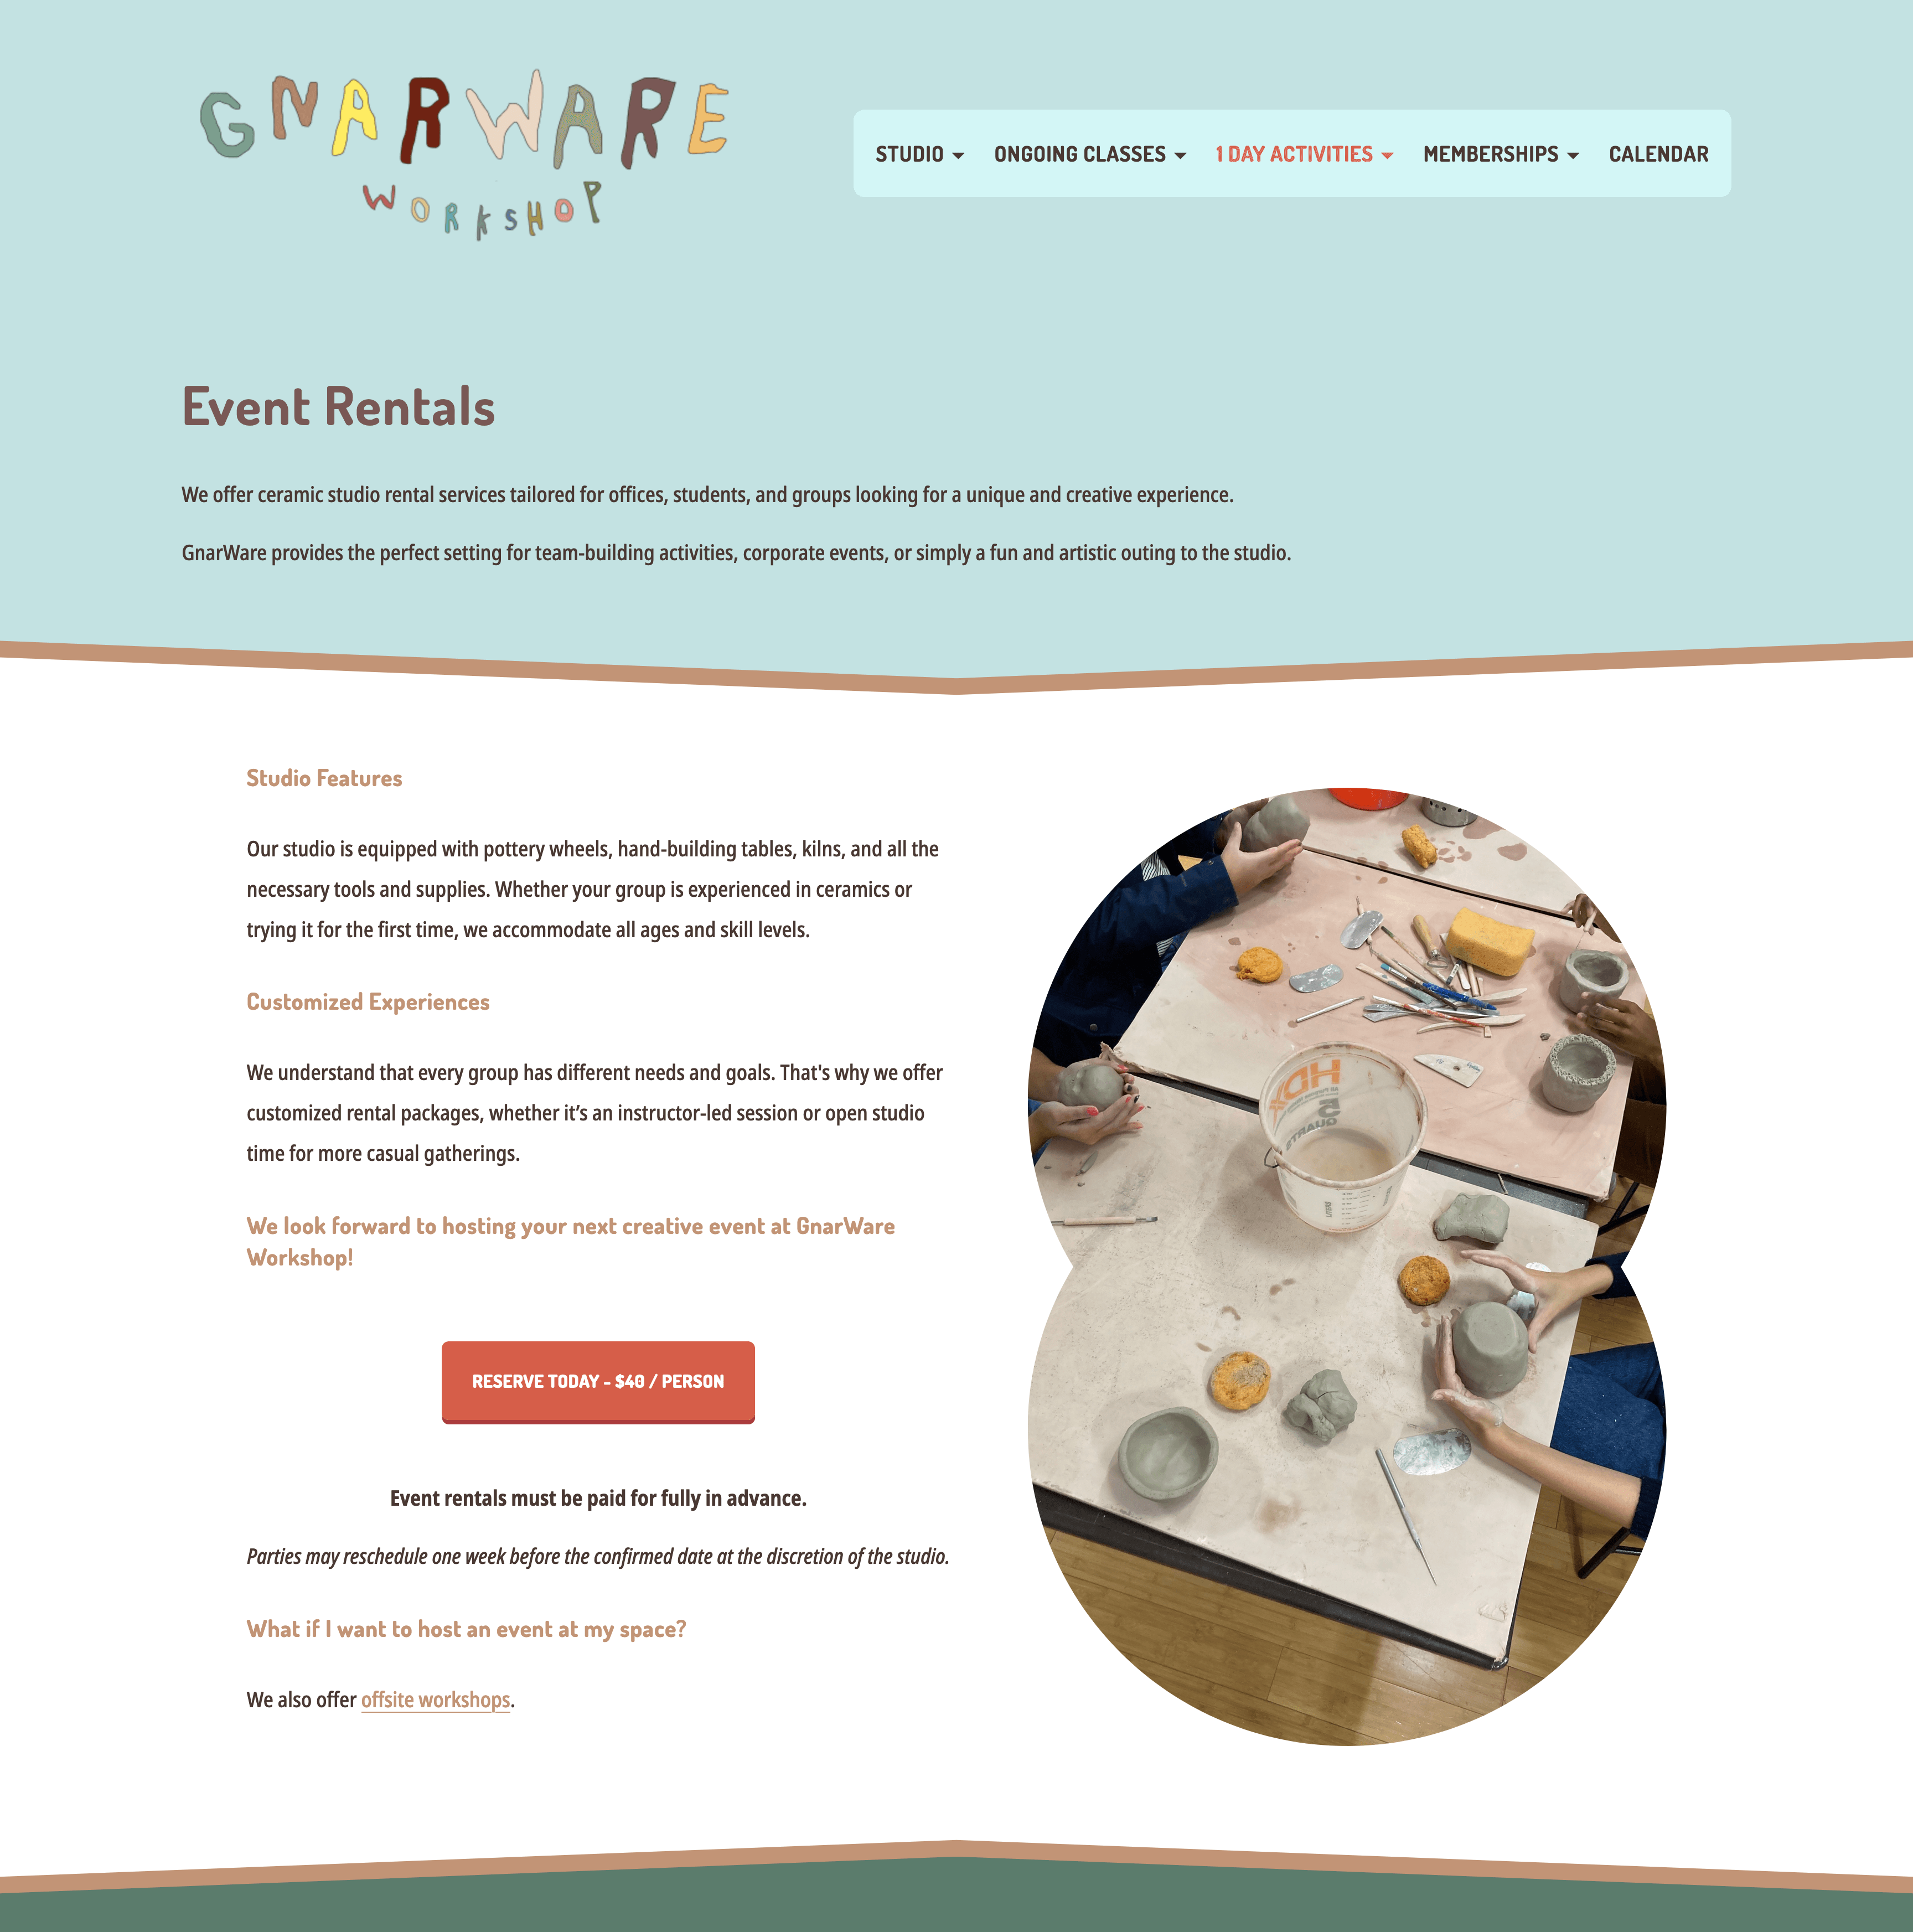 GNARWARE
WORKSHOP
STUDIO
ONGOING CLASSES
1 DAY ACTIVITIES
MEMBERSHIPS
CALENDAR
Event Rentals
We offer ceramic studio rental services tailored for offices, students, and groups looking for a unique and creative experience.
GnarWare provides the perfect setting for team-building activities, corporate events, or simply a fun and artistic outing to the studio.
Studio Features
Our studio is equipped with pottery wheels, hand-building tables, kilns, and all the
necessary tools and supplies. Whether your group is experienced in ceramics or
trying it for the first time, we accommodate all ages and skill levels.
Customized Experiences
We understand that every group has different needs and goals. That's why we offer
customized rental packages, whether it’s an instructor-led session or open studio
time for more casual gatherings.
We look forward to hosting your next creative event at GnarWare
Workshop!
RESERVE TODAY - $40 / PERSON
Event rentals must be paid for fully in advance.
Parties may reschedule one week before the confirmed date at the discretion of the studio.
What if I want to host an event at my space?
We also offer offsite workshops.
HDX
5
QUARTS